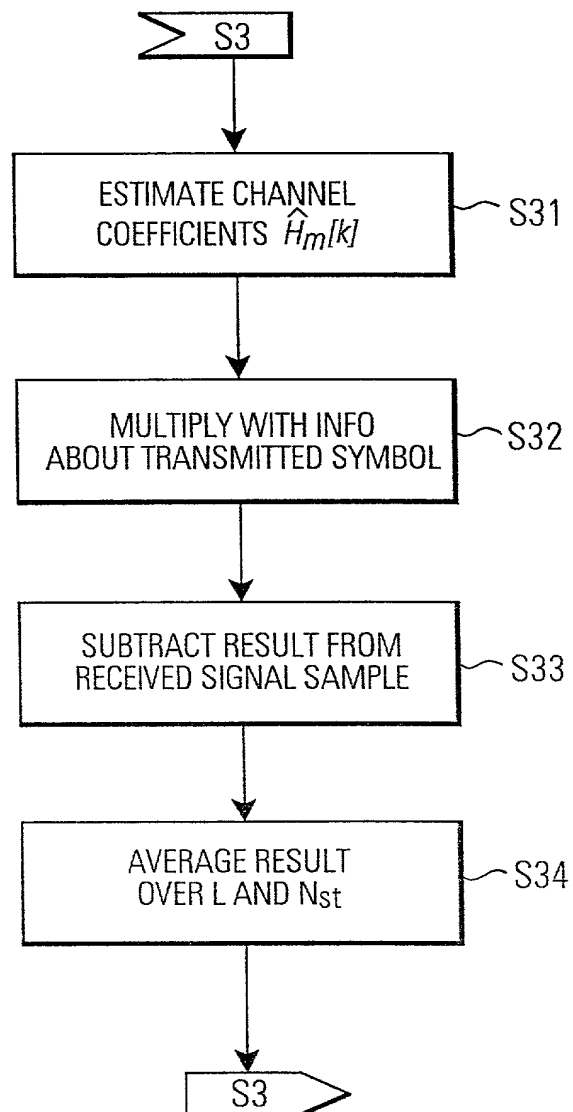 S3
ESTIMATE CHANNEL
COEFFICIENTS Ĥm[k]
S31
MULTIPLY WITH INFO
ABOUT TRANSMITTED SYMBOL
S32
SUBTRACT RESULT FROM
RECEIVED SIGNAL SAMPLE
S33
AVERAGE RESULT
OVER L AND Nst
S34
S3